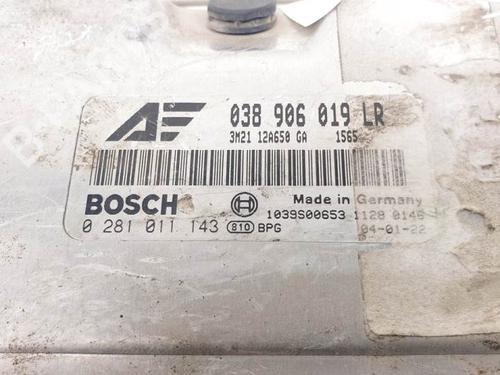 038 906 019 LR
3M21 12A650 GA 1565
BOSCH
Made in Germany
1039S00653 1128 0146
0 281 011 143 810 BPG 04-01-22